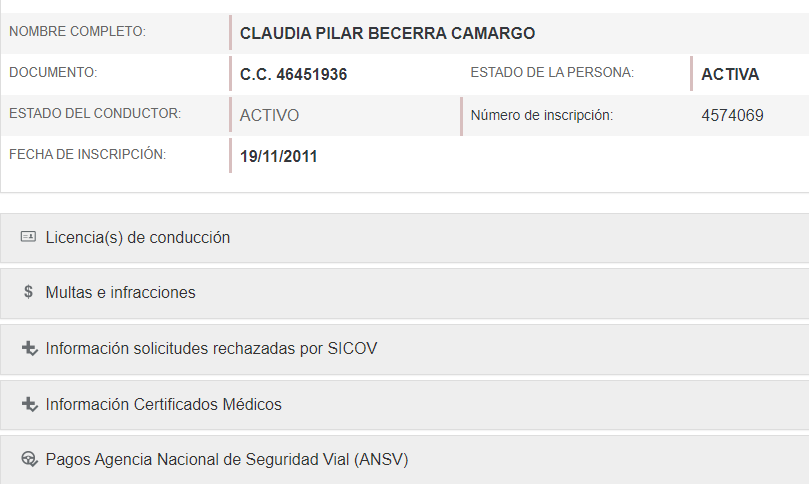 NOMBRE COMPLETO: CLAUDIA PILAR BECERRA CAMARGO
DOCUMENTO: C.C. 46451936 ESTADO DE LA PERSONA: ACTIVA
ESTADO DEL CONDUCTOR: ACTIVO Número de inscripción: 4574069
FECHA DE INSCRIPCIÓN: 19/11/2011
Licencia(s) de conducción
$ Multas e infracciones
Información solicitudes rechazadas por SICOV
Información Certificados Médicos
Pagos Agencia Nacional de Seguridad Vial (ANSV)